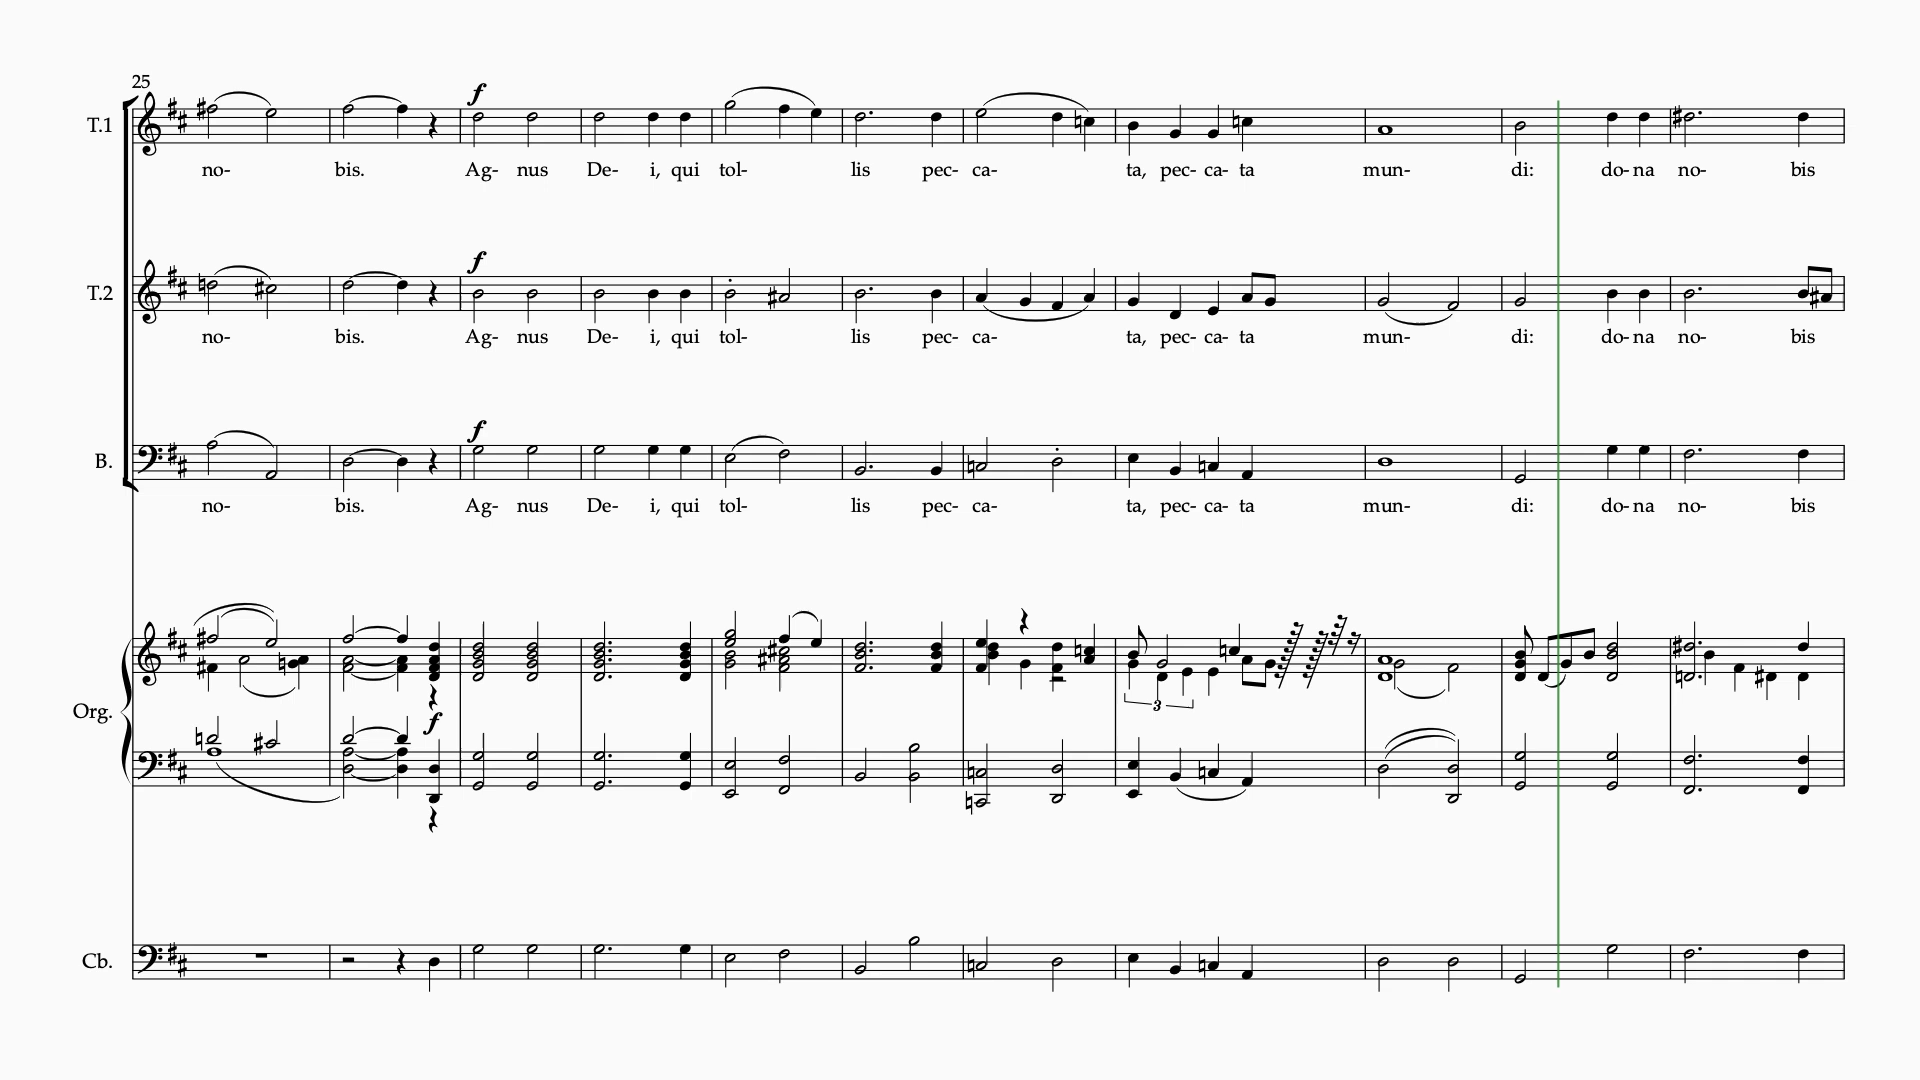 25
f
T.1
no- bis. Ag- nus De- i, qui tol- lis pec- ca- ta, pec- ca- ta mun- di: do- na no- bis
f
T.2
no- bis. Ag- nus De- i, qui tol- lis pec- ca- ta, pec- ca- ta mun- di: do- na no- bis
f
B.
no- bis. Ag- nus De- i, qui tol- lis pec- ca- ta, pec- ca- ta mun- di: do- na no- bis
3
Org.
f
Cb.